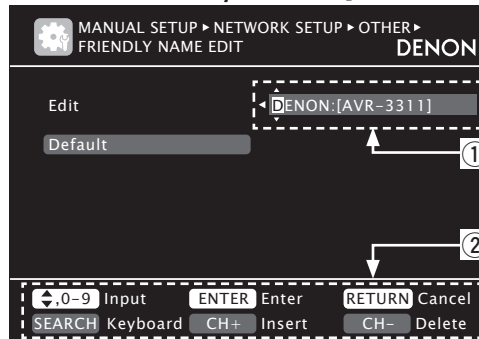 MANUAL SETUP ▸ NETWORK SETUP ▸ OTHER ▸
FRIENDLY NAME EDIT
DENON
Edit
DENON:[AVR-3311]
Default
①
②
,0-9 Input ENTER Enter RETURN Cancel
SEARCH Keyboard CH+ Insert CH- Delete